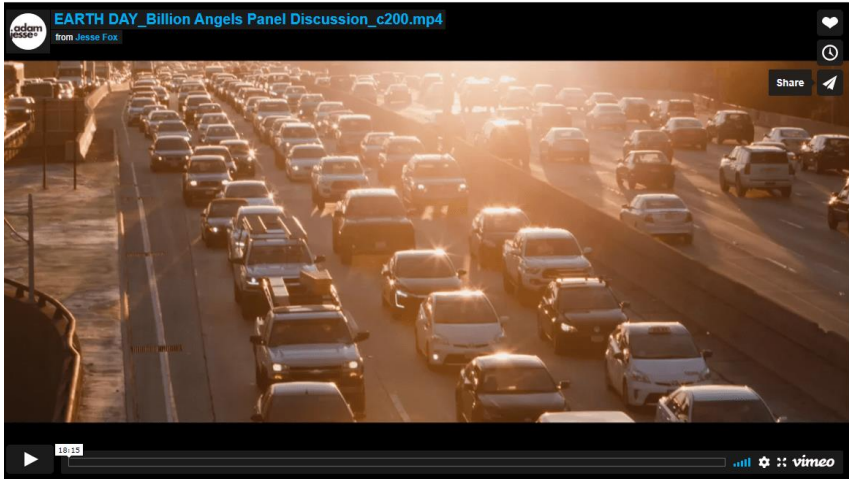 adam
jesse
EARTH DAY_Billion Angels Panel Discussion_c200.mp4
from Jesse Fox
Share
18:15
vimeo